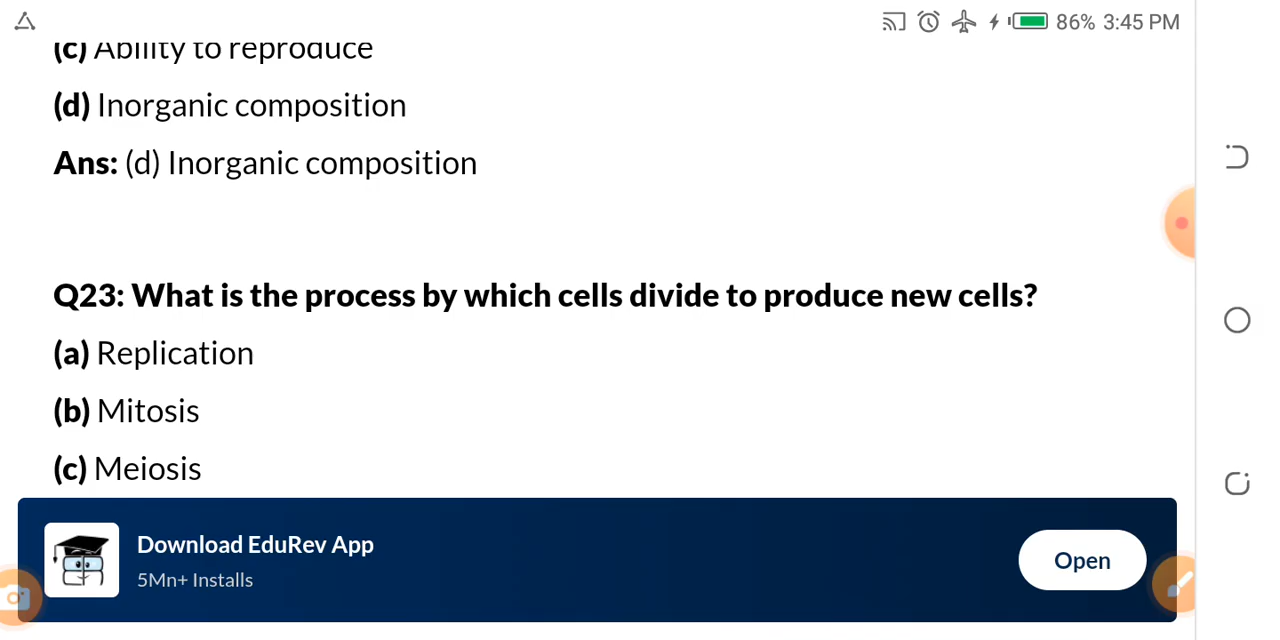 86% 3:45 PM
(c) Ability to reproduce
(d) Inorganic composition
Ans: (d) Inorganic composition
Q23: What is the process by which cells divide to produce new cells?
(a) Replication
(b) Mitosis
(c) Meiosis
Download EduRev App
5Mn+ Installs
Open